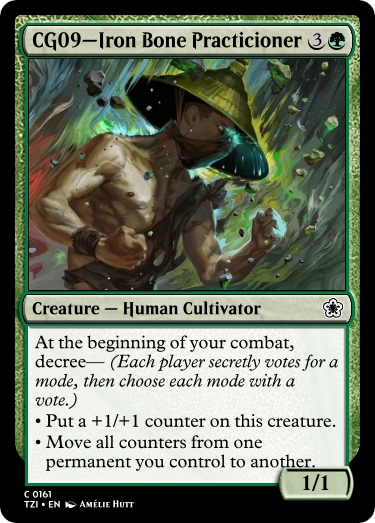 CG09—Iron Bone Practicioner 3
Creature — Human Cultivator
At the beginning of your combat,
decree— (Each player secretly votes for a
mode, then choose each mode with a
vote.)
• Put a +1/+1 counter on this creature.
• Move all counters from one
permanent you control to another.
1/1
C 0161
TZI • EN Amélie Hutt